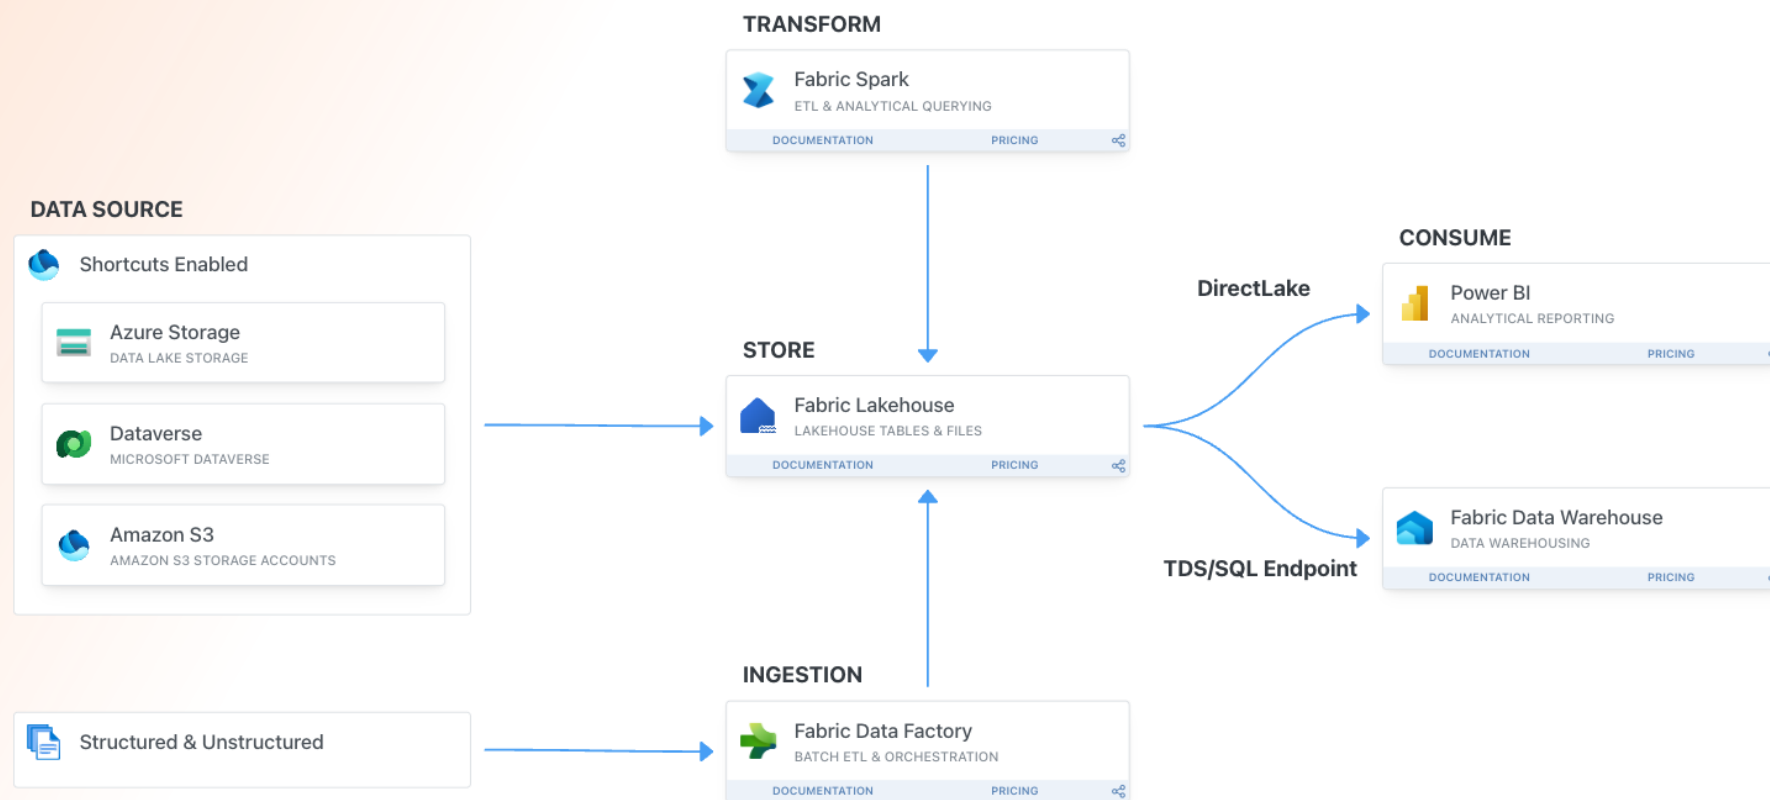 TRANSFORM
Fabric Spark
ETL & ANALYTICAL QUERYING
DOCUMENTATION
PRICING
DATA SOURCE
Shortcuts Enabled
Azure Storage
DATA LAKE STORAGE
Dataverse
MICROSOFT DATAVERSE
Amazon S3
AMAZON S3 STORAGE ACCOUNTS
Structured & Unstructured
STORE
Fabric Lakehouse
LAKEHOUSE TABLES & FILES
DOCUMENTATION
PRICING
INGESTION
Fabric Data Factory
BATCH ETL & ORCHESTRATION
DOCUMENTATION
PRICING
DirectLake
TDS/SQL Endpoint
CONSUME
Power BI
ANALYTICAL REPORTING
DOCUMENTATION
PRICING
Fabric Data Warehouse
DATA WAREHOUSING
DOCUMENTATION
PRICING